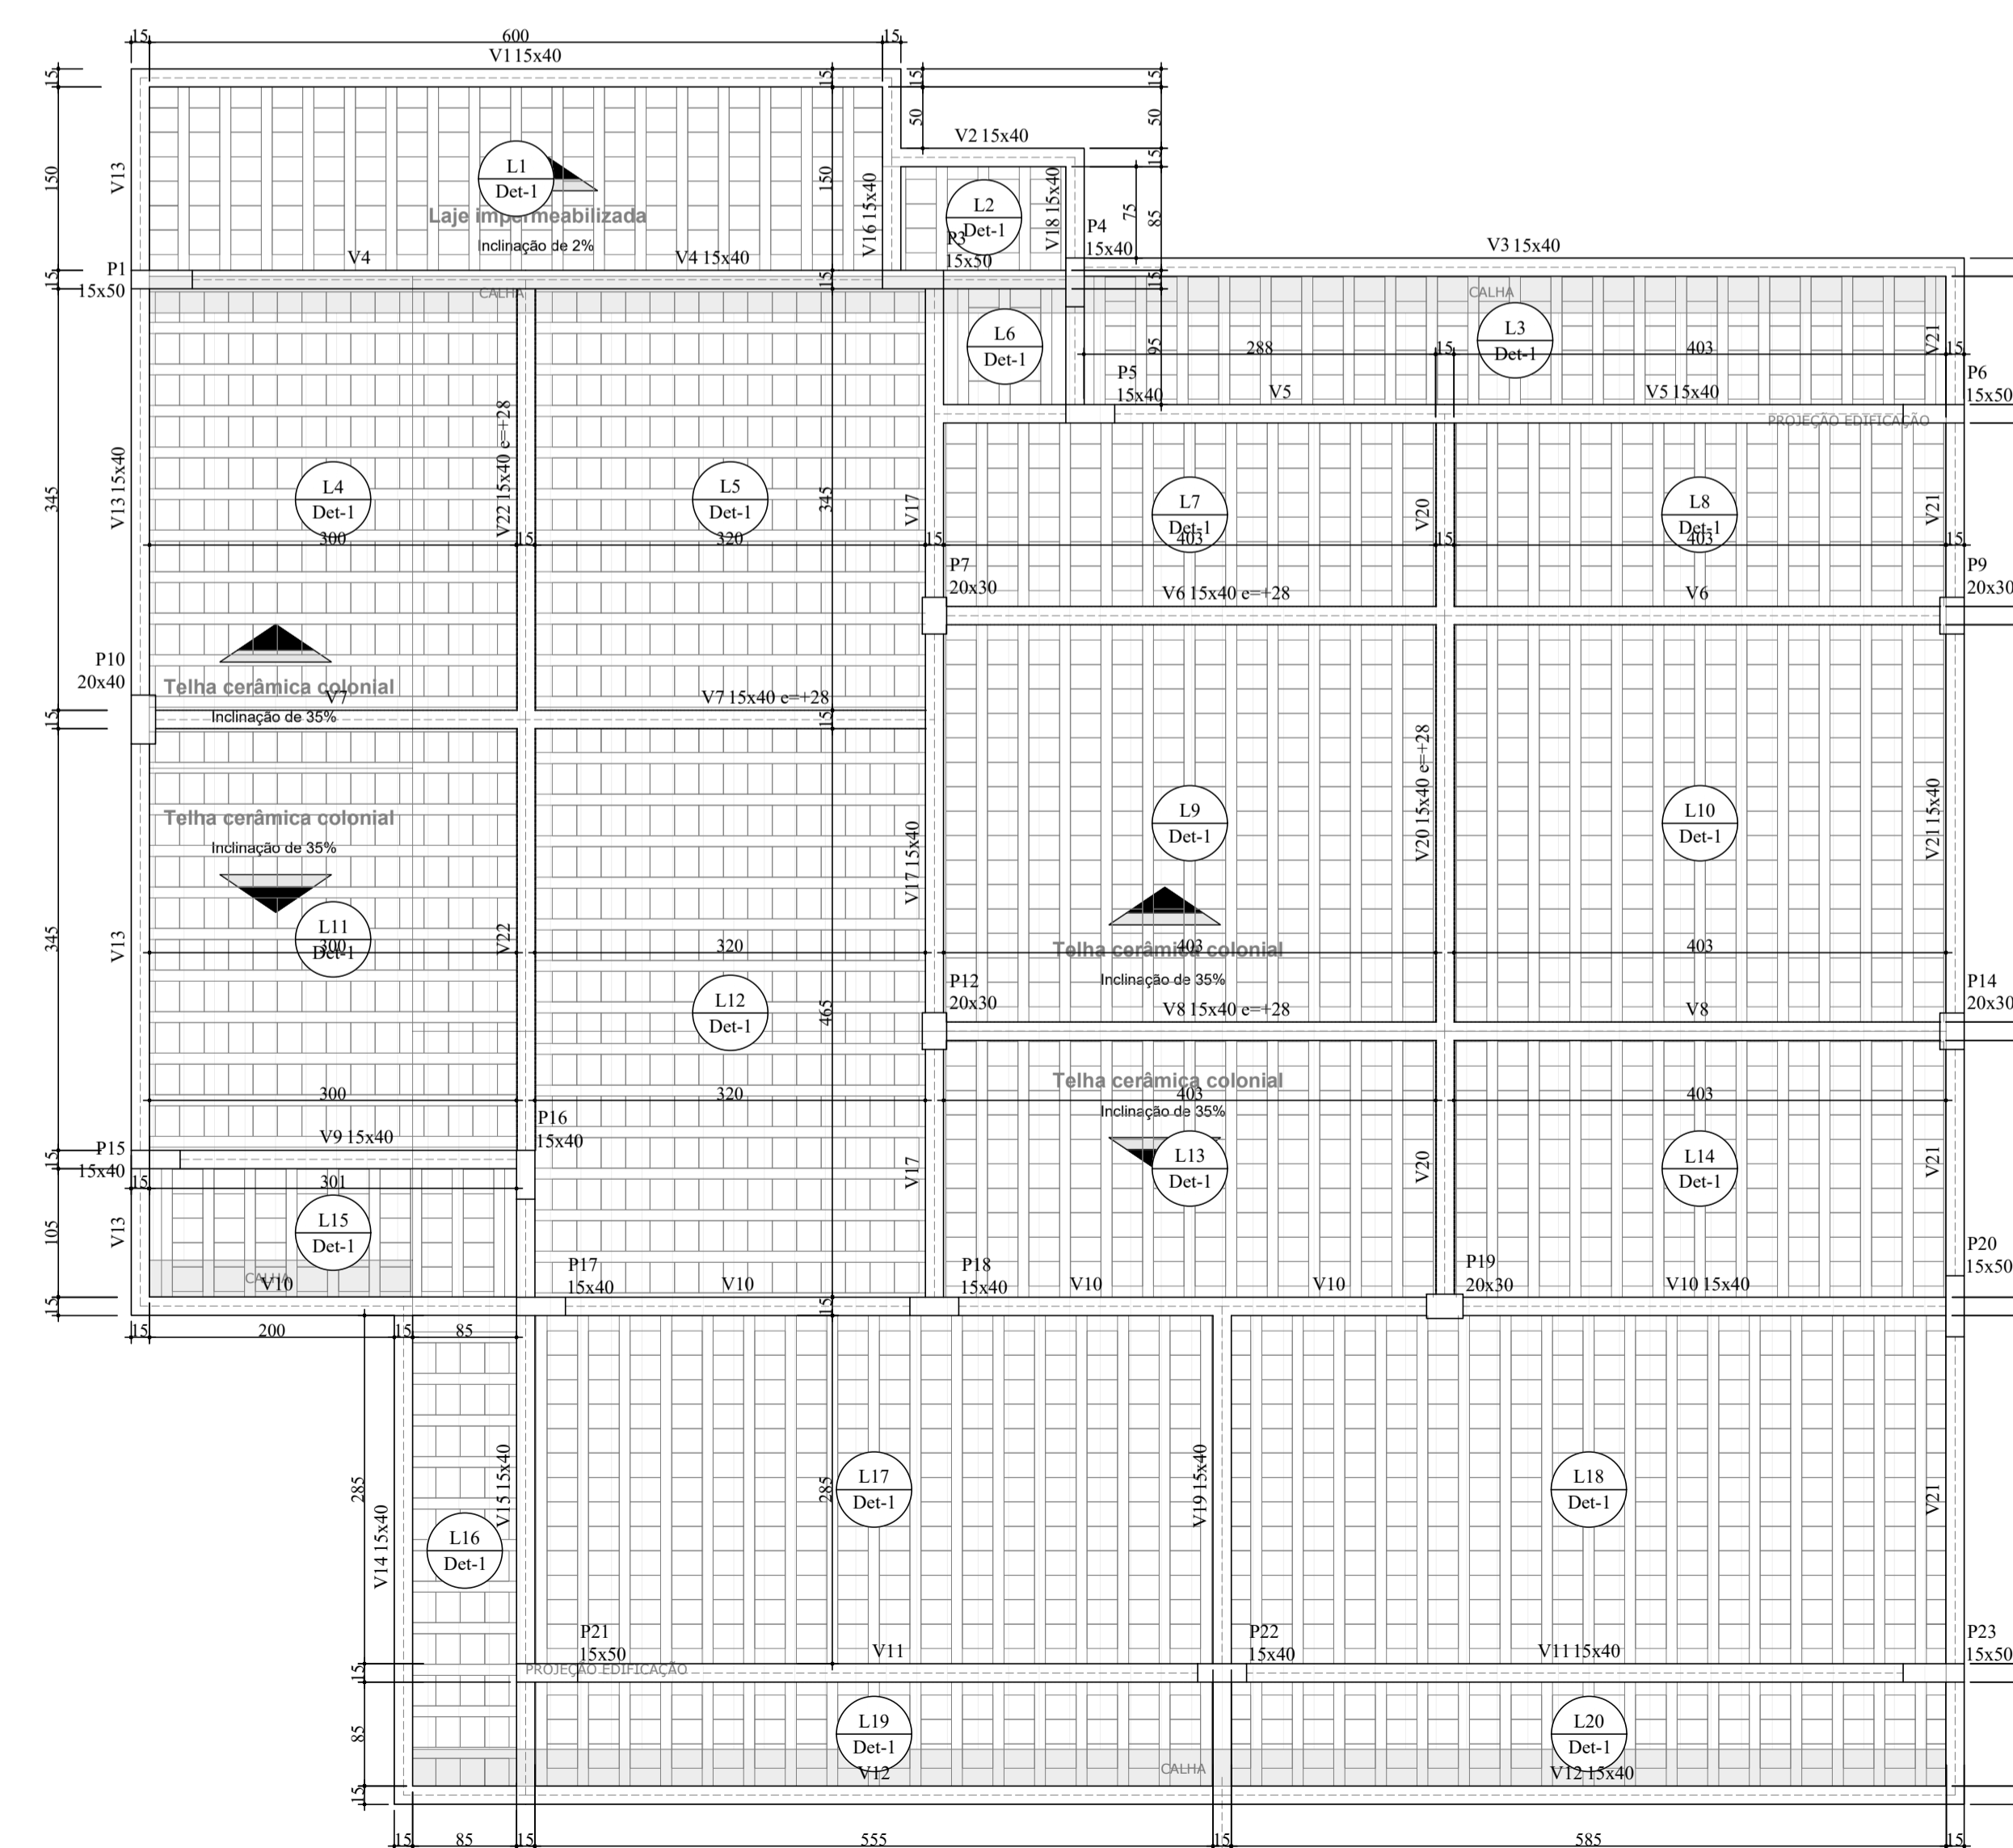 15
600
15
V1 15x40
15
15
15
15
50
50
V2 15x40
15
150
V13
L1
Det-1
150
V16 15x40
L2
Det-1
V18 15x40
75
85
Laje impermeabilizada
Inclinação de 2%
P3
15x50
P4
15x40
V3 15x40
V4
V4 15x40
P1
15x50
15
15
15
CALHA
CALHA
L6
Det-1
95
L3
Det-1
V21
288
15
403
15
P5
15x40
V5
V5 15x40
P6
15x50
PROJEÇÃO EDIFICAÇÃO
345
V13 15x40
L4
Det-1
V22 15x40 e=+28
L5
Det-1
345
V17
L7
Det-1
V20
L8
Det-1
V21
300
15
320
15
403
15
403
15
P7
20x30
V6 15x40 e=+28
V6
P9
20x30
P10
20x40
Telha cerâmica colonial
V7
V7 15x40 e=+28
Inclinação de 35%
15
15
Telha cerâmica colonial
Inclinação de 35%
V17 15x40
L9
Det-1
V20 15x40 e=+28
L10
Det-1
V21 15x40
345
V13
L11
Det-1
300
V22
320
403
403
Telha cerâmica colonial
Inclinação de 35%
L12
Det-1
465
P12
20x30
V8 15x40 e=+28
V8
P14
20x30
Telha cerâmica colonial
Inclinação de 35%
300
320
403
403
P16
15x40
V9 15x40
P15
15x40
15
V17
L13
Det-1
V20
L14
Det-1
V21
15
301
105
V13
L15
Det-1
CALHA
V10
P17
15x40
V10
P18
15x40
V10
V10
P19
20x30
V10 15x40
P20
15x50
15
15
15
200
15
85
285
V14 15x40
L16
Det-1
V15 15x40
285
L17
Det-1
V19 15x40
L18
Det-1
V21
P21
15x50
V11
P22
15x40
V11 15x40
P23
15x50
PROJEÇÃO EDIFICAÇÃO
15
85
L19
Det-1
L20
Det-1
CALHA
V12
V12 15x40
15
15
85
15
555
15
585
15